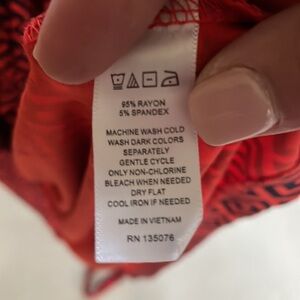 95% RAYON
5% SPANDEX
MACHINE WASH COLD
WASH DARK COLORS
SEPARATELY
GENTLE CYCLE
ONLY NON-CHLORINE
BLEACH WHEN NEEDED
DRY FLAT
COOL IRON IF NEEDED
MADE IN VIETNAM
RN 135076